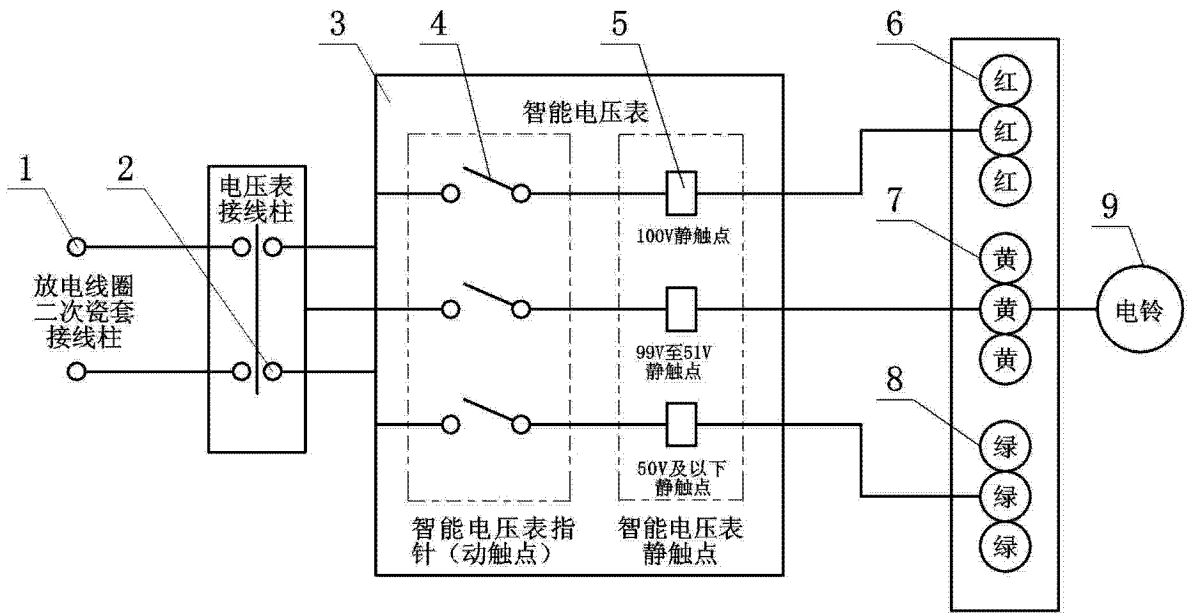 3
4
5
6
1
2
7
9
8
智能电压表
电压表
接线柱
放电线圈
二次瓷套
接线柱
100V静触点
99V至51V
静触点
50V及以下
静触点
智能电压表指
针（动触点）
智能电压表
静触点
红
红
红
黄
黄
黄
绿
绿
绿
电铃